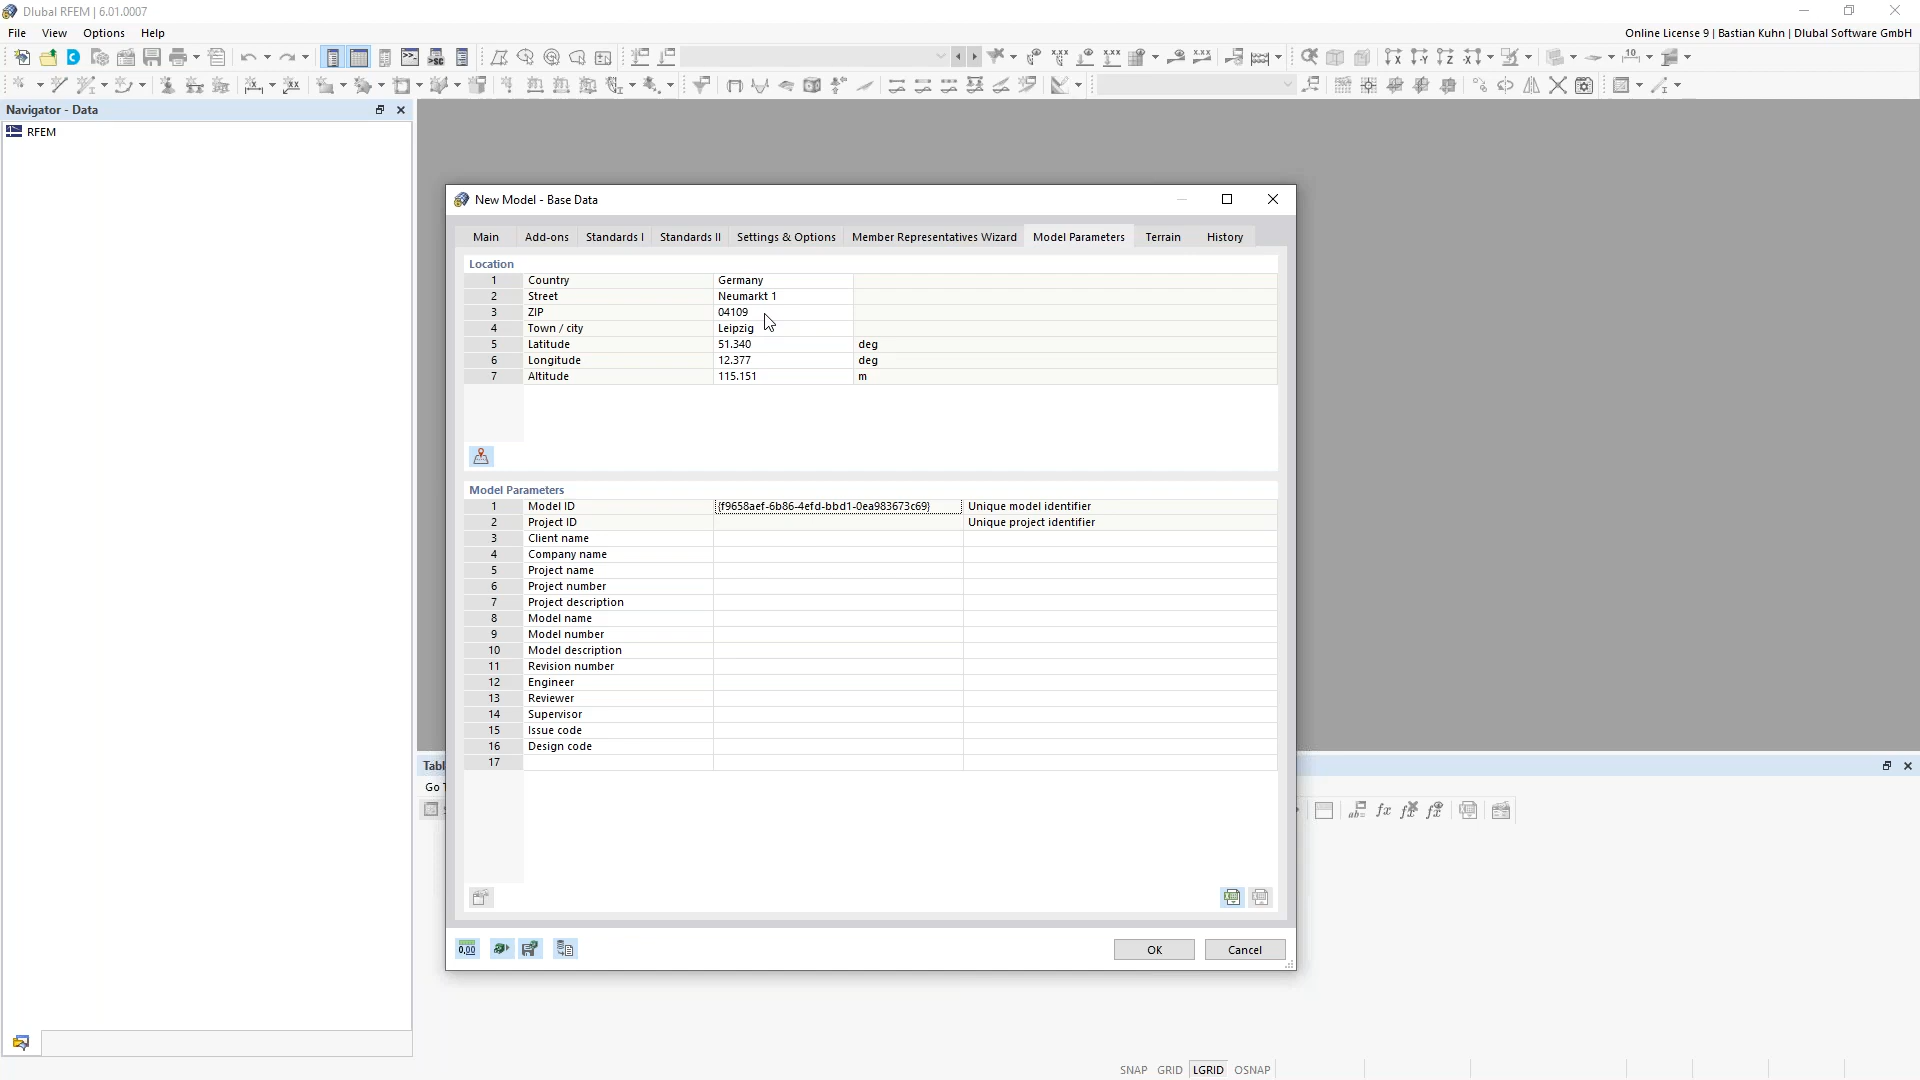 Dlubal RFEM | 6.01.0007
File View Options Help
Online License 9 | Bastian Kuhn | Dlubal Software GmbH
Navigator - Data
RFEM
New Model - Base Data
Main Add-ons Standards I Standards II Settings & Options Member Representatives Wizard Model Parameters Terrain History
Location
1 Country Germany
2 Street Neumarkt 1
3 ZIP 04109
4 Town / city Leipzig
5 Latitude 51.340 deg
6 Longitude 12.377 deg
7 Altitude 115.151 m
Model Parameters
1 Model ID {f9658aef-6b86-4efd-bbd1-0ea983673c69} Unique model identifier
2 Project ID Unique project identifier
3 Client name
4 Company name
5 Project name
6 Project number
7 Project description
8 Model name
9 Model number
10 Model description
11 Revision number
12 Engineer
13 Reviewer
14 Supervisor
15 Issue code
16 Design code
17
0,00
OK Cancel
SNAP GRID LGRID OSNAP